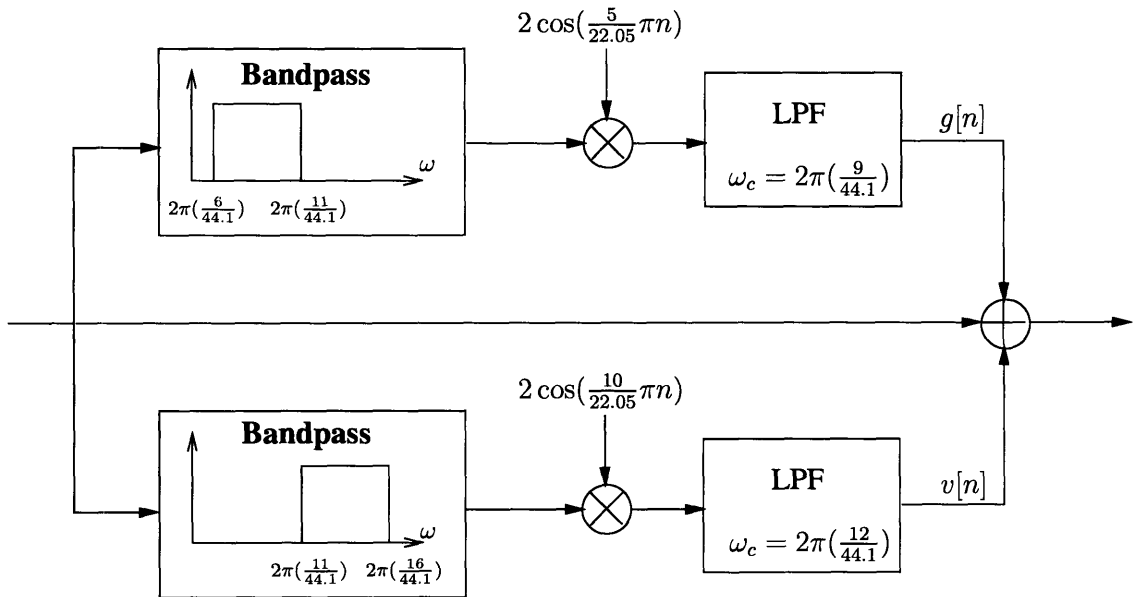 2 cos(5/22.05 πn)
Bandpass
ω
2π(6/44.1) 2π(11/44.1)
LPF
ω_c = 2π(9/44.1)
g[n]
2 cos(10/22.05 πn)
Bandpass
ω
2π(11/44.1) 2π(16/44.1)
LPF
ω_c = 2π(12/44.1)
v[n]